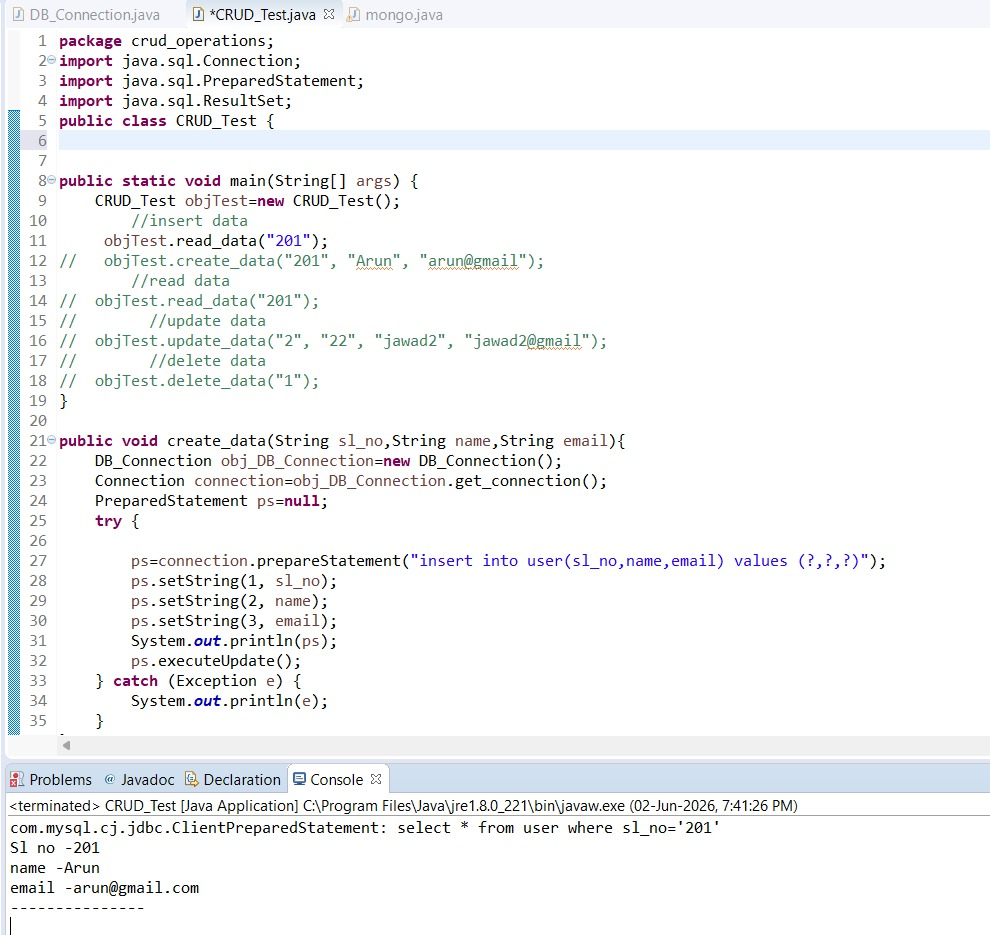 DB_Connection.java *CRUD_Test.java mongo.java
1 package crud_operations;
2 import java.sql.Connection;
3 import java.sql.PreparedStatement;
4 import java.sql.ResultSet;
5 public class CRUD_Test {
6
7
8 public static void main(String[] args) {
9     CRUD_Test objTest=new CRUD_Test();
10         //insert data
11      objTest.read_data("201");
12 //   objTest.create_data("201", "Arun", "arun@gmail");
13         //read data
14 //  objTest.read_data("201");
15 //        //update data
16 //  objTest.update_data("2", "22", "jawad2", "jawad2@gmail");
17 //        //delete data
18 //  objTest.delete_data("1");
19 }
20
21 public void create_data(String sl_no,String name,String email){
22     DB_Connection obj_DB_Connection=new DB_Connection();
23     Connection connection=obj_DB_Connection.get_connection();
24     PreparedStatement ps=null;
25     try {
26
27         ps=connection.prepareStatement("insert into user(sl_no,name,email) values (?,?,?)");
28         ps.setString(1, sl_no);
29         ps.setString(2, name);
30         ps.setString(3, email);
31         System.out.println(ps);
32         ps.executeUpdate();
33     } catch (Exception e) {
34         System.out.println(e);
35     }
Problems @ Javadoc Declaration Console
<terminated> CRUD_Test [Java Application] C:\Program Files\Java\jre1.8.0_221\bin\javaw.exe (02-Jun-2026, 7:41:26 PM)
com.mysql.cj.jdbc.ClientPreparedStatement: select * from user where sl_no='201'
Sl no -201
name -Arun
email -arun@gmail.com
---------------